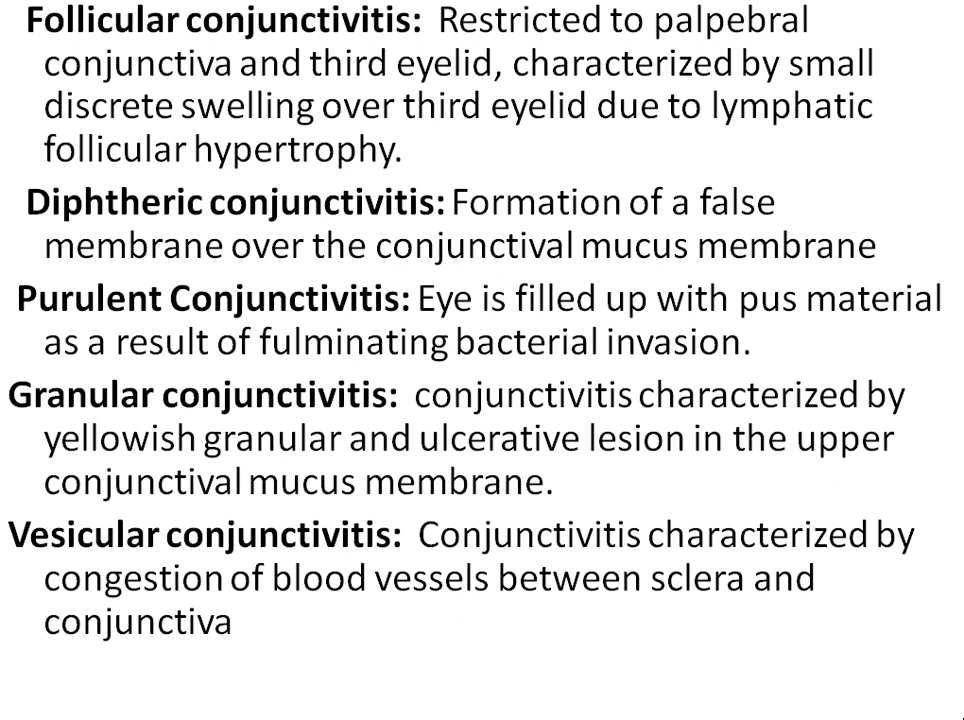 Follicular conjunctivitis: Restricted to palpebral
conjunctiva and third eyelid, characterized by small
discrete swelling over third eyelid due to lymphatic
follicular hypertrophy.
Diphtheric conjunctivitis: Formation of a false
membrane over the conjunctival mucus membrane
Purulent Conjunctivitis: Eye is filled up with pus material
as a result of fulminating bacterial invasion.
Granular conjunctivitis: conjunctivitis characterized by
yellowish granular and ulcerative lesion in the upper
conjunctival mucus membrane.
Vesicular conjunctivitis: Conjunctivitis characterized by
congestion of blood vessels between sclera and
conjunctiva